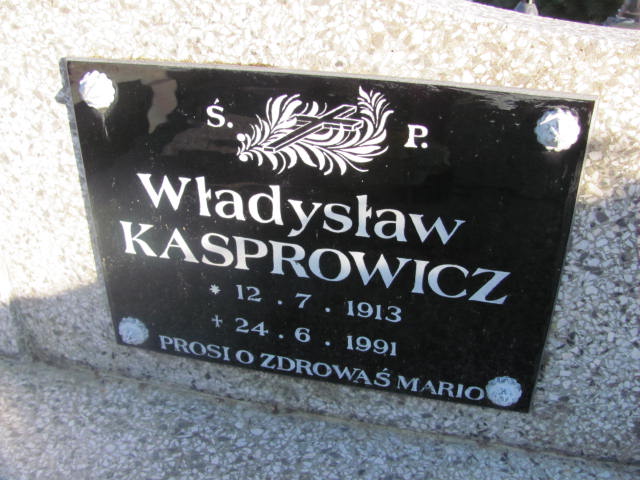 Ś. P.
Władysław
KASPROWICZ
* 12 . 7 . 1913
✝ 24 . 6 . 1991
PROSI O ZDROWAŚ MARIO